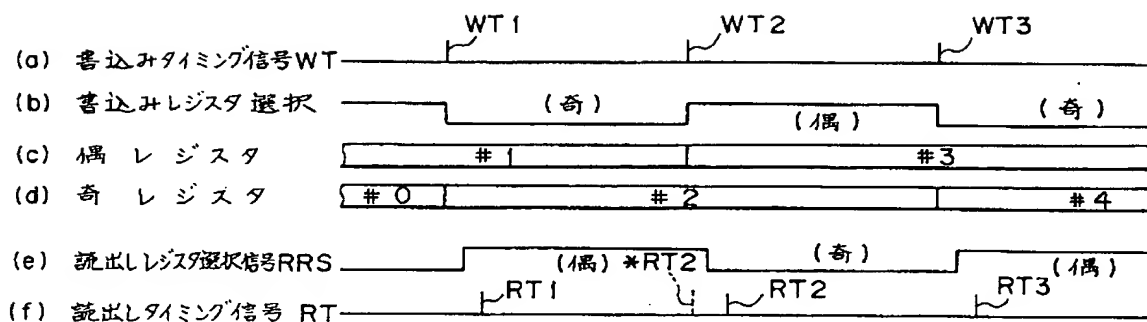 WT1 WT2 WT3
(a) 書込みタイミング信号WT
(b) 書込みレジスタ選択 (奇) (偶) (奇)
(c) 偶レジスタ #1 #3
(d) 奇レジスタ #0 #2 #4
(e) 読出しレジスタ選択信号RRS (偶) *RT2 (奇) (偶)
(f) 読出しタイミング信号RT RT1 RT2 RT3